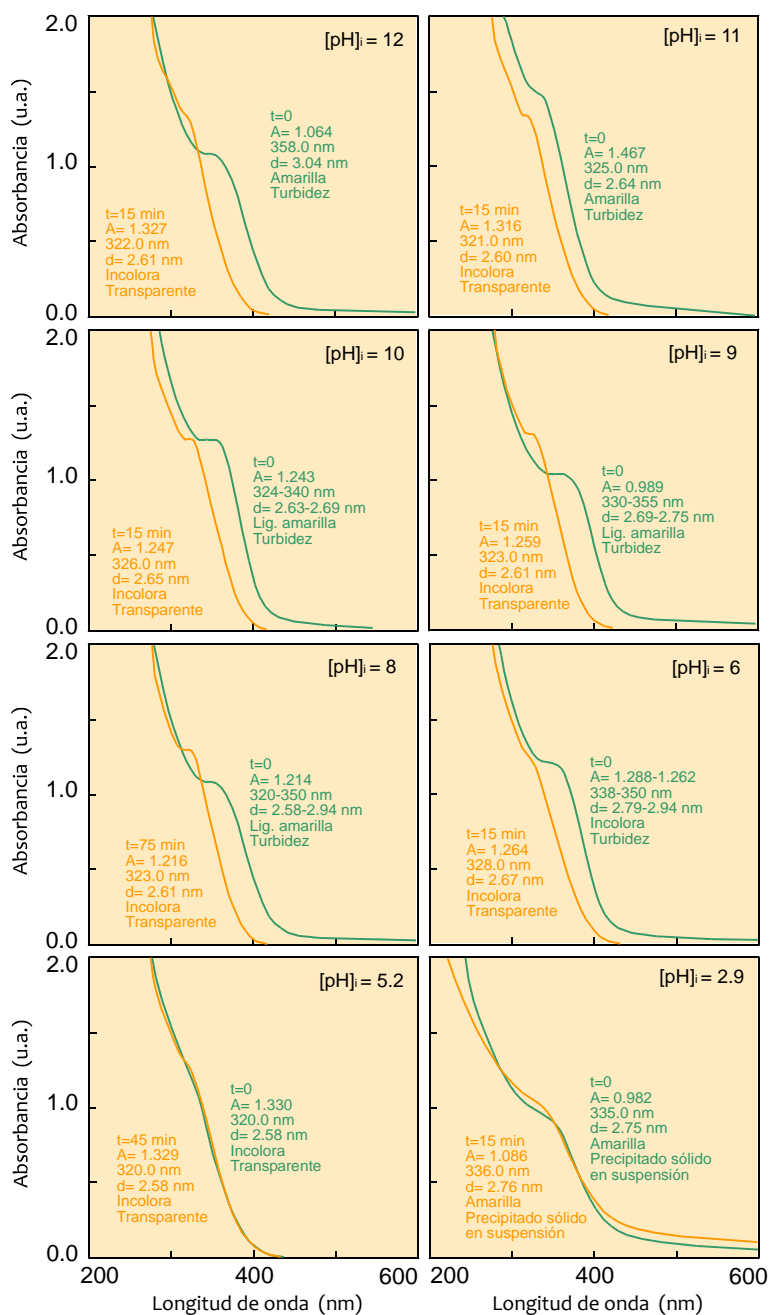 2.0
Absorbancia (u.a.)
1.0
0.0
[pH]i = 12
t=0
A= 1.064
358.0 nm
d= 3.04 nm
Amarilla
Turbidez
t=15 min
A= 1.327
322.0 nm
d= 2.61 nm
Incolora
Transparente
[pH]i = 11
t=0
A= 1.467
325.0 nm
d= 2.64 nm
Amarilla
Turbidez
t=15 min
A= 1.316
321.0 nm
d= 2.60 nm
Incolora
Transparente
2.0
Absorbancia (u.a.)
1.0
0.0
[pH]i = 10
t=0
A= 1.243
324-340 nm
d= 2.63-2.69 nm
Lig. amarilla
Turbidez
t=15 min
A= 1.247
326.0 nm
d= 2.65 nm
Incolora
Transparente
[pH]i = 9
t=0
A= 0.989
330-355 nm
d= 2.69-2.75 nm
Lig. amarilla
Turbidez
t=15 min
A= 1.259
323.0 nm
d= 2.61 nm
Incolora
Transparente
2.0
Absorbancia (u.a.)
1.0
0.0
[pH]i = 8
t=0
A= 1.214
320-350 nm
d= 2.58-2.94 nm
Lig. amarilla
Turbidez
t=75 min
A= 1.216
323.0 nm
d= 2.61 nm
Incolora
Transparente
[pH]i = 6
t=0
A= 1.288-1.262
338-350 nm
d= 2.79-2.94 nm
Incolora
Turbidez
t=15 min
A= 1.264
328.0 nm
d= 2.67 nm
Incolora
Transparente
2.0
Absorbancia (u.a.)
1.0
0.0
[pH]i = 5.2
t=0
A= 1.330
320.0 nm
d= 2.58 nm
Incolora
Transparente
t=45 min
A= 1.329
320.0 nm
d= 2.58 nm
Incolora
Transparente
[pH]i = 2.9
t=0
A= 0.982
335.0 nm
d= 2.75 nm
Amarilla
Precipitado sólido
en suspensión
t=15 min
A= 1.086
336.0 nm
d= 2.76 nm
Amarilla
Precipitado sólido
en suspensión
200 400 600
200 400 600
Longitud de onda (nm)
Longitud de onda (nm)